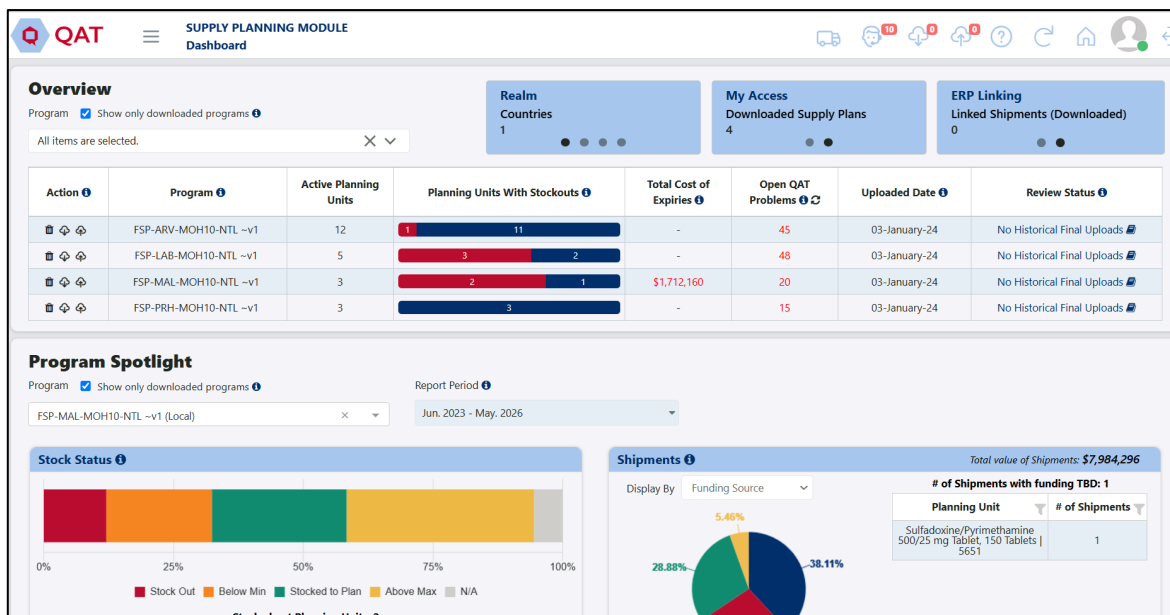 QAT
SUPPLY PLANNING MODULE
Dashboard
10
0
0
Overview
Program Show only downloaded programs
All items are selected.
Realm
Countries
1
My Access
Downloaded Supply Plans
4
ERP Linking
Linked Shipments (Downloaded)
0
Action Program Active Planning Units Planning Units With Stockouts Total Cost of Expiries Open QAT Problems Uploaded Date Review Status
FSP-ARV-MOH10-NTL ~v1 12 1 11 - 45 03-January-24 No Historical Final Uploads
FSP-LAB-MOH10-NTL ~v1 5 3 2 - 48 03-January-24 No Historical Final Uploads
FSP-MAL-MOH10-NTL ~v1 3 2 1 $1,712,160 20 03-January-24 No Historical Final Uploads
FSP-PRH-MOH10-NTL ~v1 3 3 - 15 03-January-24 No Historical Final Uploads
Program Spotlight
Program Show only downloaded programs
FSP-MAL-MOH10-NTL ~v1 (Local)
Report Period
Jun. 2023 - May. 2026
Stock Status
0% 25% 50% 75% 100%
Stock Out Below Min Stocked to Plan Above Max N/A
Shipments Total value of Shipments: $7,984,296
Display By Funding Source
5.46%
28.88%
38.11%
# of Shipments with funding TBD: 1
Planning Unit # of Shipments
Sulfadoxine/Pyrimethamine
500/25 mg Tablet, 150 Tablets | 1
5651